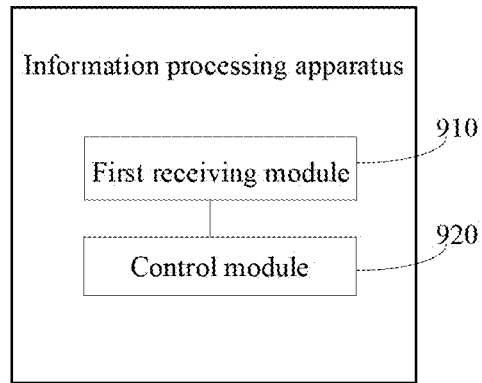 Information processing apparatus
910
First receiving module
920
Control module